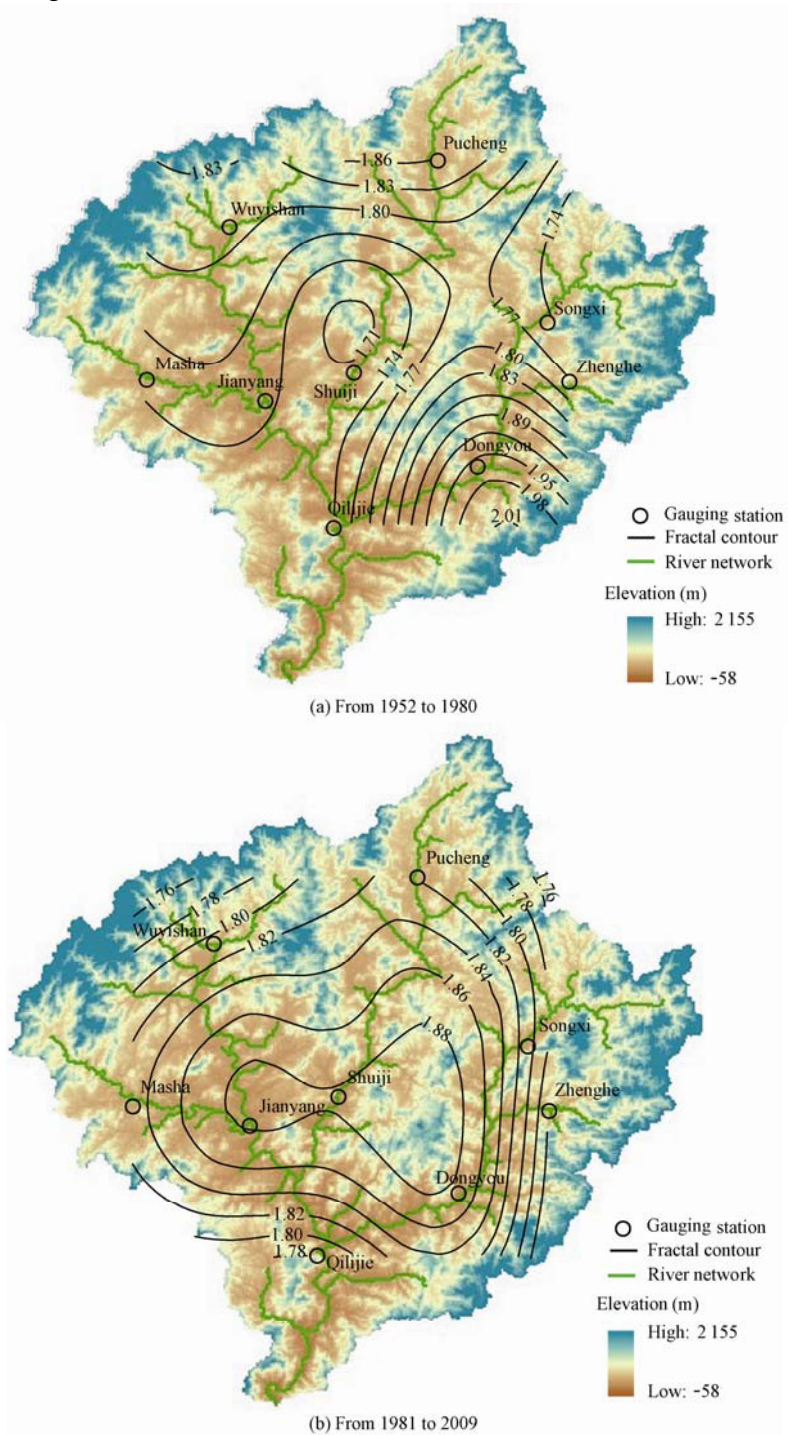 Pucheng
1.86
1.83
1.83
1.80
Wuyishan
1.74
Songxi
1.77
1.71
1.74
1.77
1.80
1.83
Zhenghe
Masha
Jianyang
Shuiji
1.89
Dongyou
1.95
1.98
2.01
Qilijie
Gauging station
Fractal contour
River network
Elevation (m)
High: 2 155
Low: -58
(a) From 1952 to 1980
Pucheng
1.76
1.78
1.80
1.82
Wuyishan
1.76
1.78
1.80
1.82
1.84
1.86
1.88
Songxi
Masha
Shuiji
Jianyang
Zhenghe
Dongyou
1.82
1.80
1.78
Qilijie
Gauging station
Fractal contour
River network
Elevation (m)
High: 2 155
Low: -58
(b) From 1981 to 2009